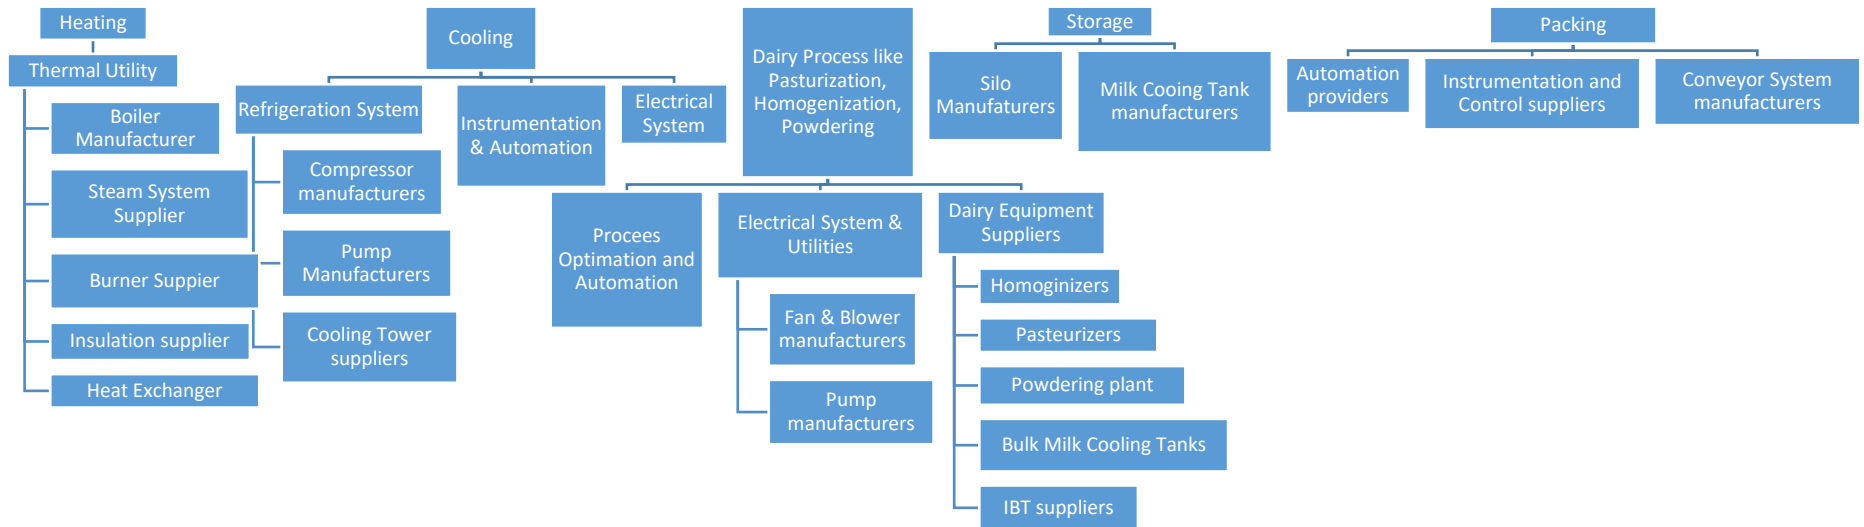 Heating
Thermal Utility
Boiler
Manufacturer
Steam System
Supplier
Burner Suppier
Insulation supplier
Heat Exchanger
Cooling
Refrigeration System
Compressor
manufacturers
Pump
Manufacturers
Cooling Tower
suppliers
Instrumentation
& Automation
Electrical
System
Dairy Process like
Pasturization,
Homogenization,
Powdering
Procees
Optimation and
Automation
Electrical System &
Utilities
Fan & Blower
manufacturers
Pump
manufacturers
Dairy Equipment
Suppliers
Homoginizers
Pasteurizers
Powdering plant
Bulk Milk Cooling Tanks
IBT suppliers
Storage
Silo
Manufaturers
Milk Cooing Tank
manufacturers
Packing
Automation
providers
Instrumentation and
Control suppliers
Conveyor System
manufacturers